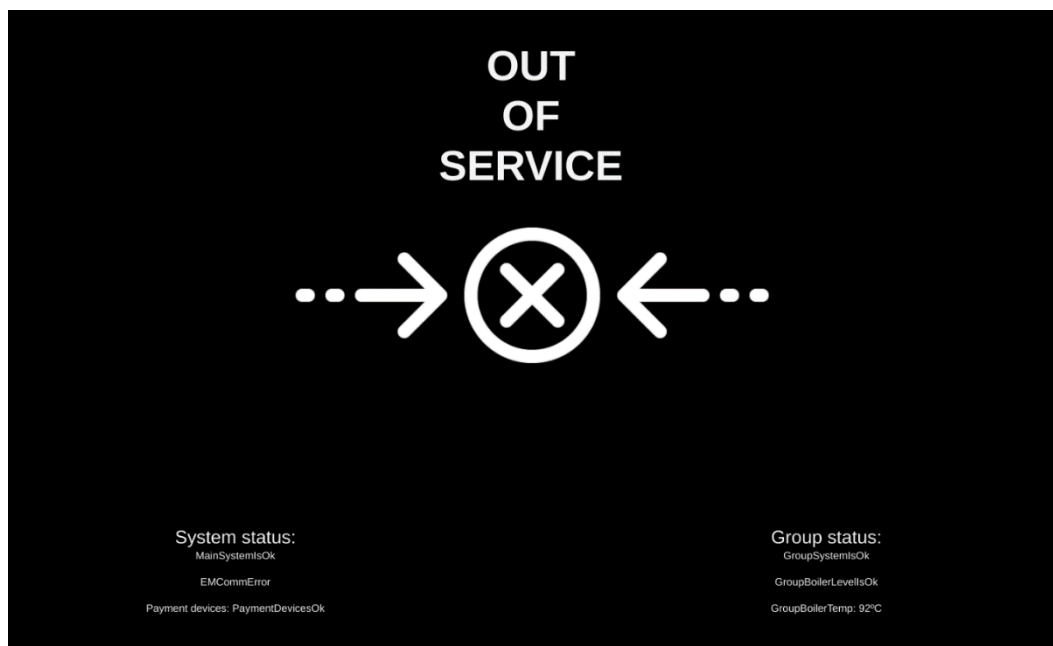 OUT
OF
SERVICE
System status:
MainSystemIsOk
EMCommError
Payment devices: PaymentDevicesOk
Group status:
GroupSystemIsOk
GroupBoilerLevelIsOk
GroupBoilerTemp: 92ºC